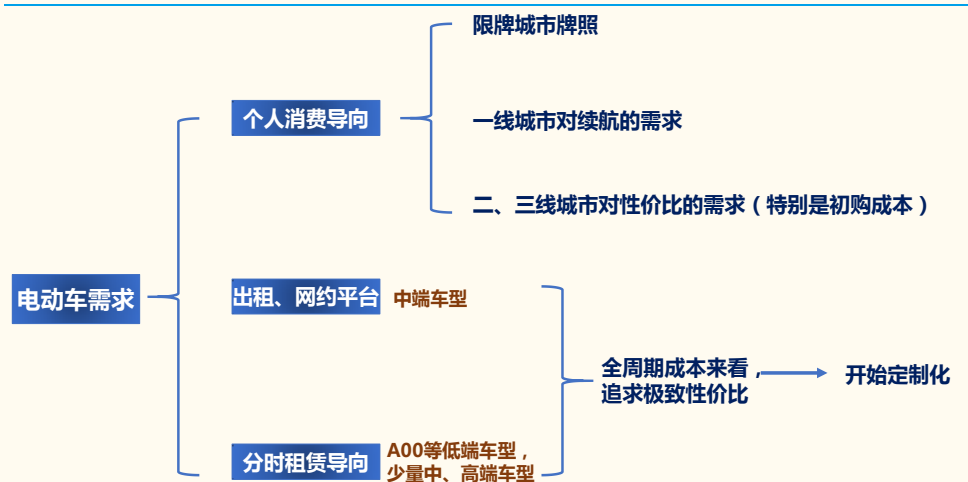 限牌城市牌照
个人消费导向
一线城市对续航的需求
二、三线城市对性价比的需求（特别是初购成本）
电动车需求
出租、网约平台
中端车型
全周期成本来看，
追求极致性价比
开始定制化
分时租赁导向
A00等低端车型，
少量中、高端车型